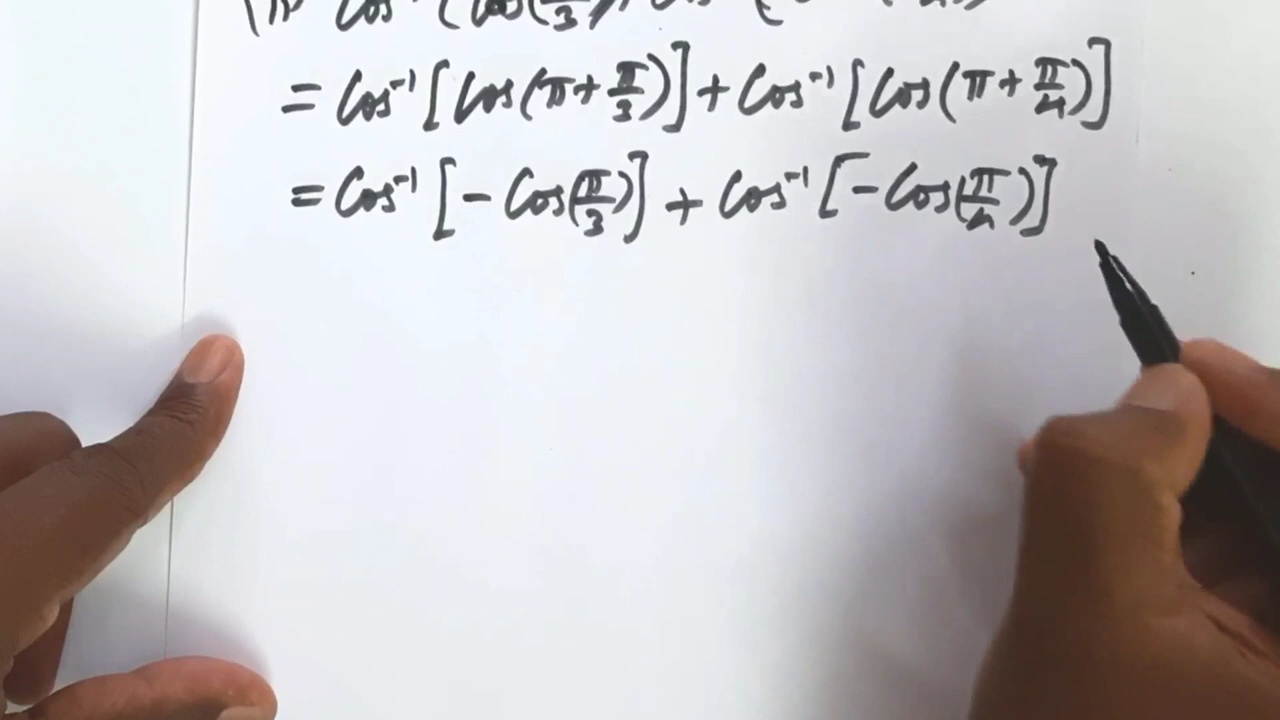 = Cos⁻¹ [Cos(π + π/3)] + Cos⁻¹ [Cos(π + π/4)]
= Cos⁻¹ [- Cos(π/3)] + Cos⁻¹ [- Cos(π/4)]